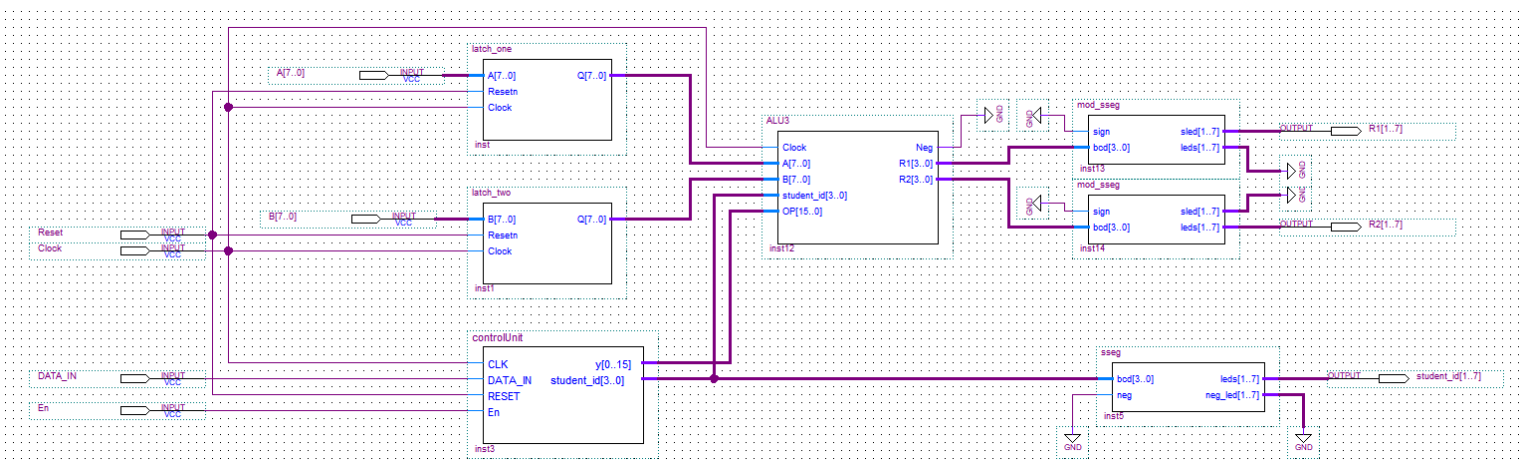 latch_one
A[7..0] INPUT VCC
A[7..0] Q[7..0]
Resetn
Clock
inst
latch_two
B[7..0] INPUT VCC
B[7..0] Q[7..0]
Resetn
Clock
inst1
Reset INPUT VCC
Clock INPUT VCC
controlUnit
CLK y[0..15]
DATA_IN student_id[3..0]
RESET
En
inst3
DATA_IN INPUT VCC
En INPUT VCC
ALU3
Clock Neg
A[7..0] R1[3..0]
B[7..0] R2[3..0]
student_id[3..0]
OP[15..0]
inst12
GND
GND
mod_sseg
sign sled[1..7]
bod[3..0] leds[1..7]
inst13
OUTPUT R1[1..7]
GND
GND
mod_sseg
GND
sign sled[1..7]
bod[3..0] leds[1..7]
inst14
OUTPUT R2[1..7]
sseg
bcd[3..0] leds[1..7]
neg neg_led[1..7]
inst5
OUTPUT student_id[1..7]
GND
GND